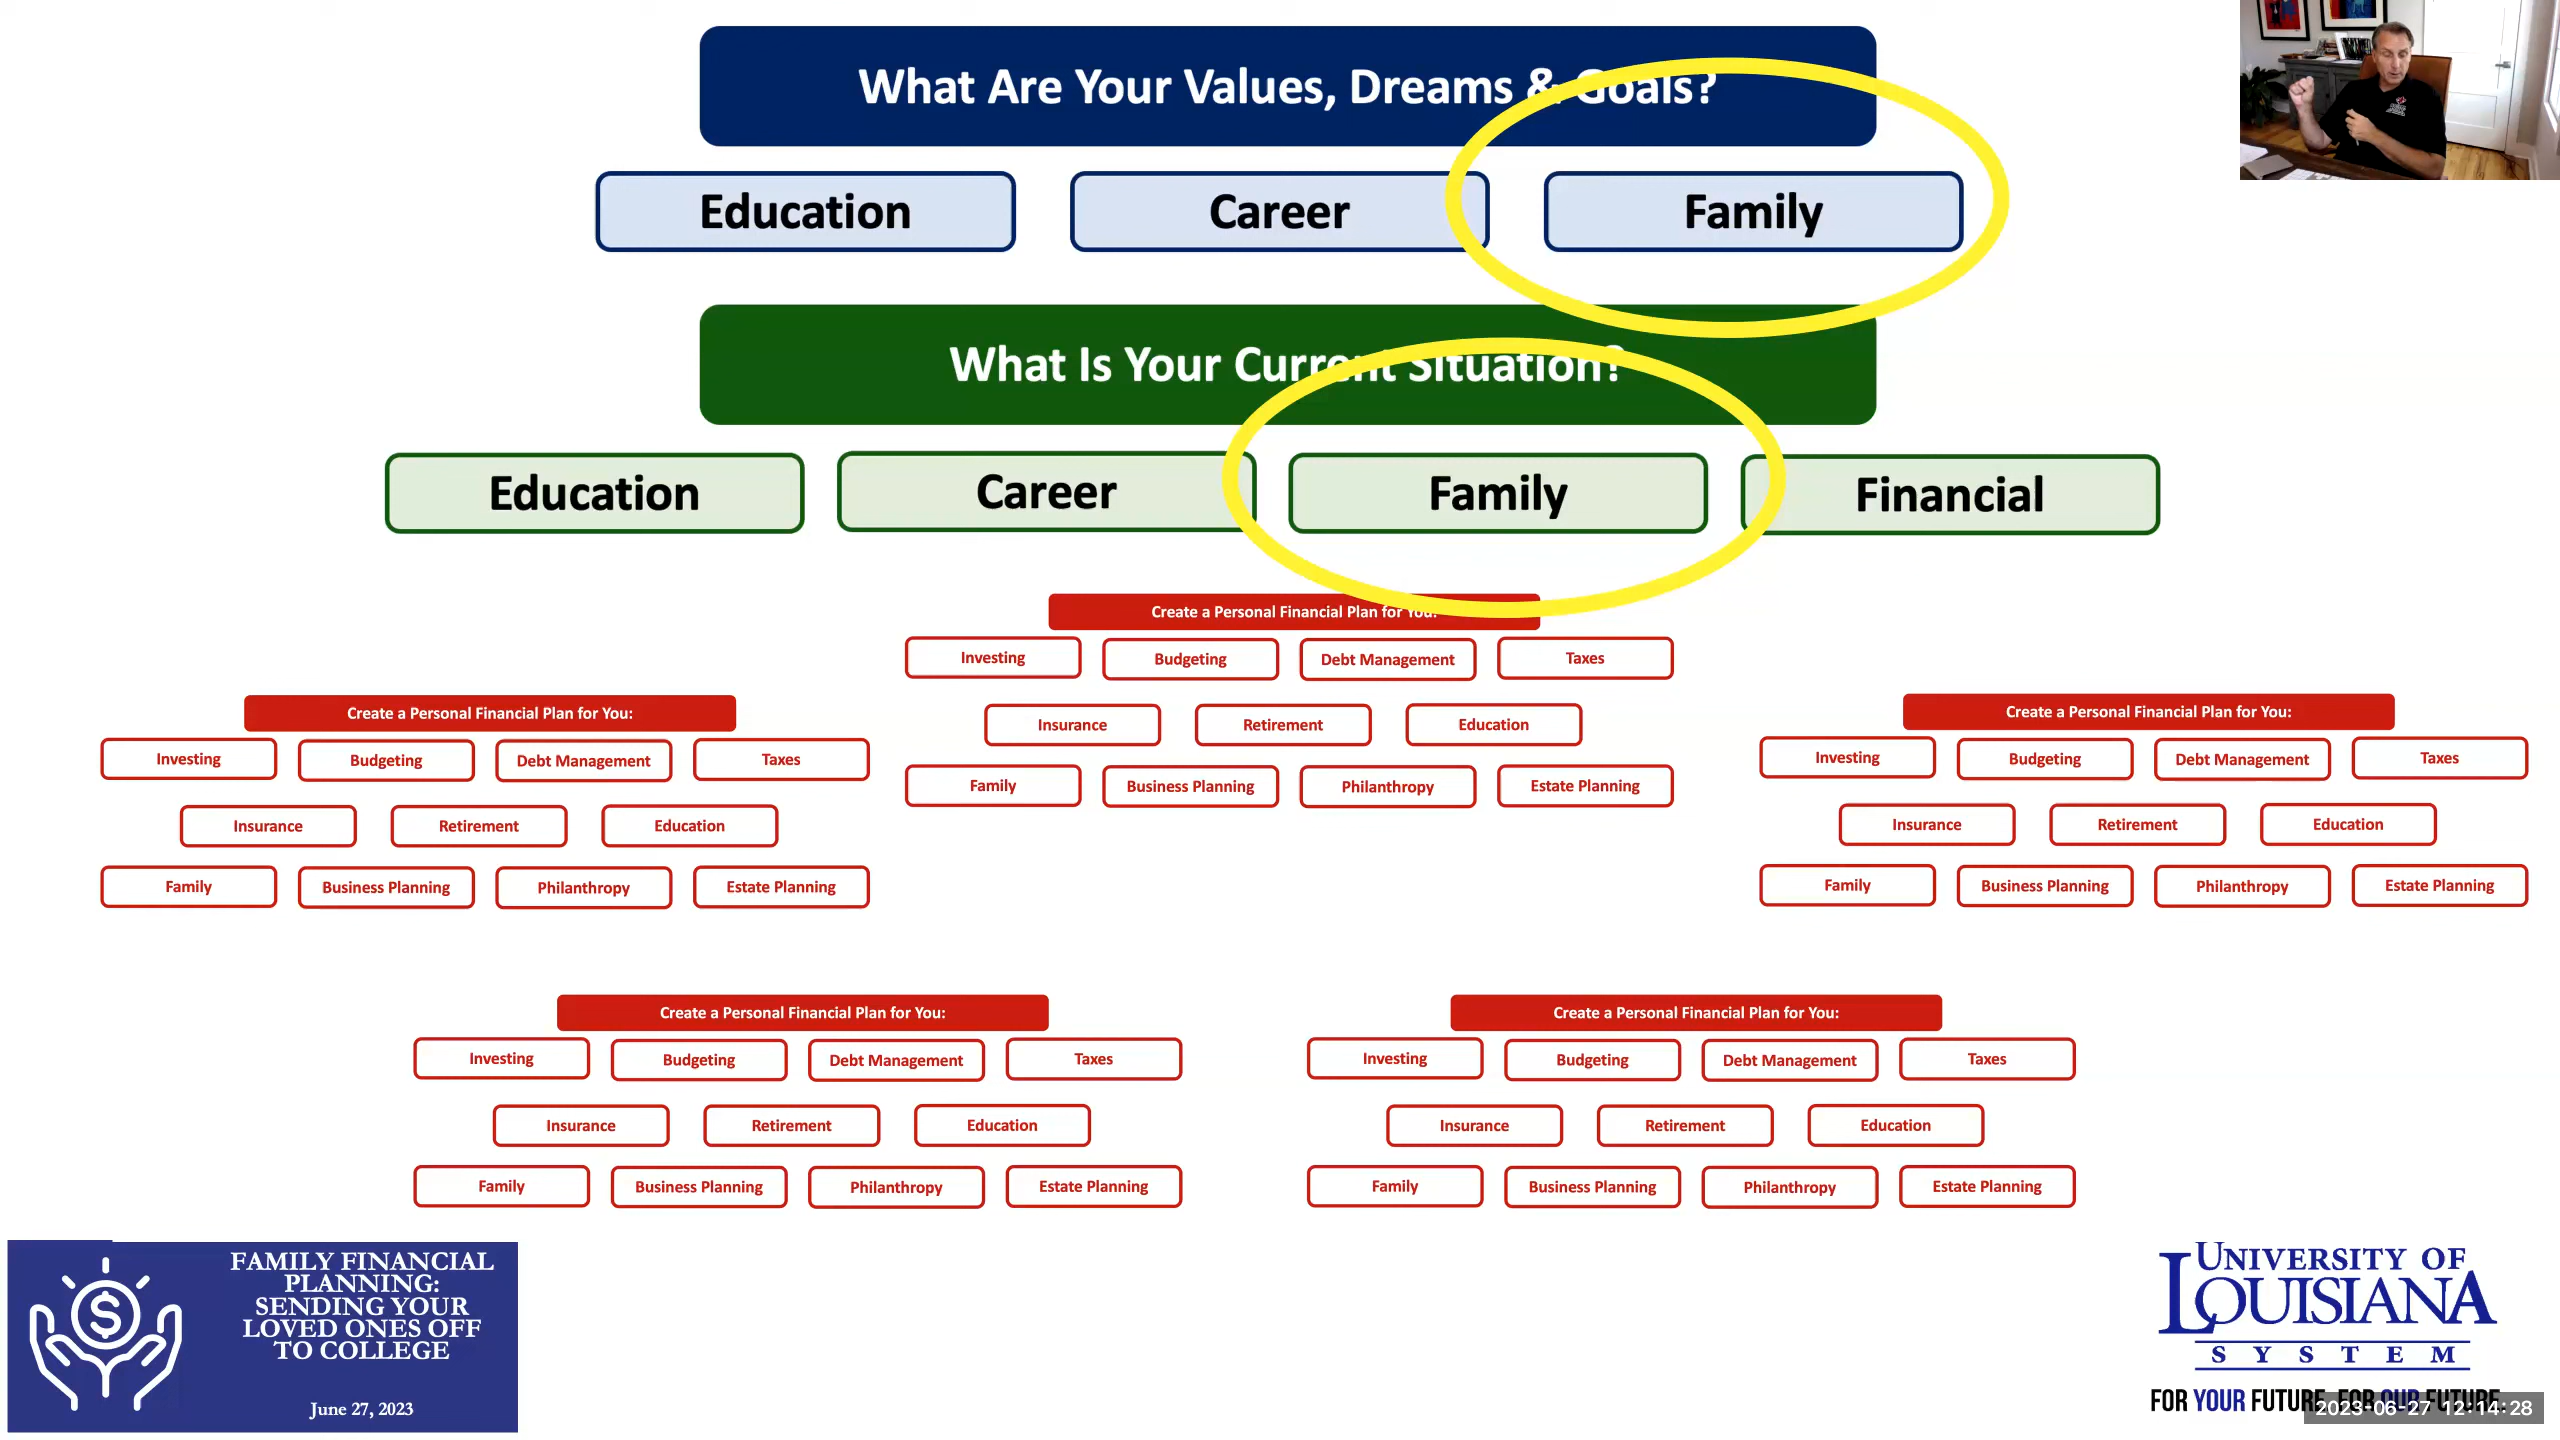 What Are Your Values, Dreams & Goals?
Education
Career
Family
What Is Your Current Situation?
Education
Career
Family
Financial
Create a Personal Financial Plan for You:
Investing
Budgeting
Debt Management
Taxes
Insurance
Retirement
Education
Family
Business Planning
Philanthropy
Estate Planning
Create a Personal Financial Plan for You:
Investing
Budgeting
Debt Management
Taxes
Insurance
Retirement
Education
Family
Business Planning
Philanthropy
Estate Planning
Create a Personal Financial Plan for You:
Investing
Budgeting
Debt Management
Taxes
Insurance
Retirement
Education
Family
Business Planning
Philanthropy
Estate Planning
Create a Personal Financial Plan for You:
Investing
Budgeting
Debt Management
Taxes
Insurance
Retirement
Education
Family
Business Planning
Philanthropy
Estate Planning
Create a Personal Financial Plan for You:
Investing
Budgeting
Debt Management
Taxes
Insurance
Retirement
Education
Family
Business Planning
Philanthropy
Estate Planning
FAMILY FINANCIAL
PLANNING:
SENDING YOUR
LOVED ONES OFF
TO COLLEGE
June 27, 2023
UNIVERSITY OF
LOUISIANA
SYSTEM
FOR YOUR FUTURE. FOR OUR FUTURE.
2023-06-27 12:14:28